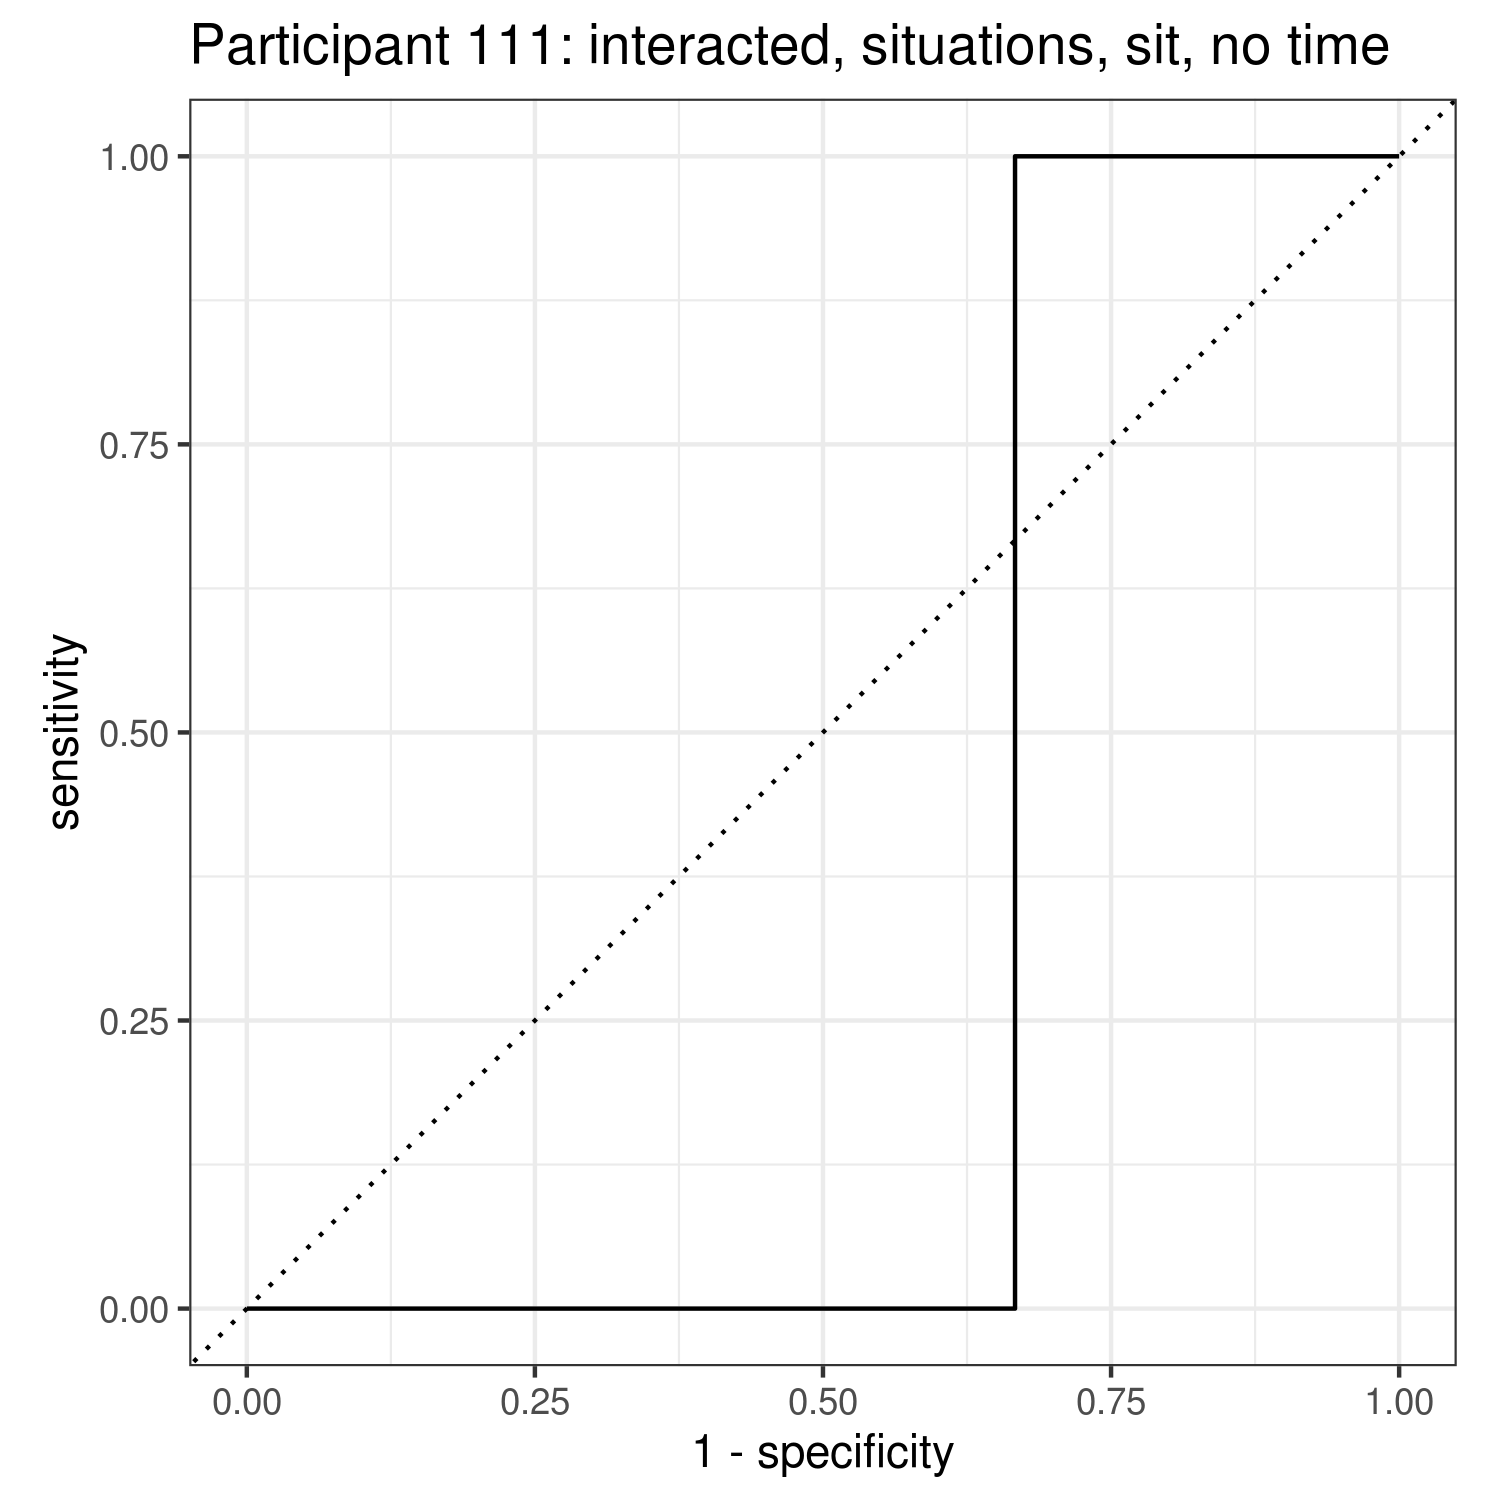 Participant 111: interacted, situations, sit, no time
1.00
0.75
0.50
0.25
0.00
sensitivity
0.00 0.25 0.50 0.75 1.00
1 - specificity